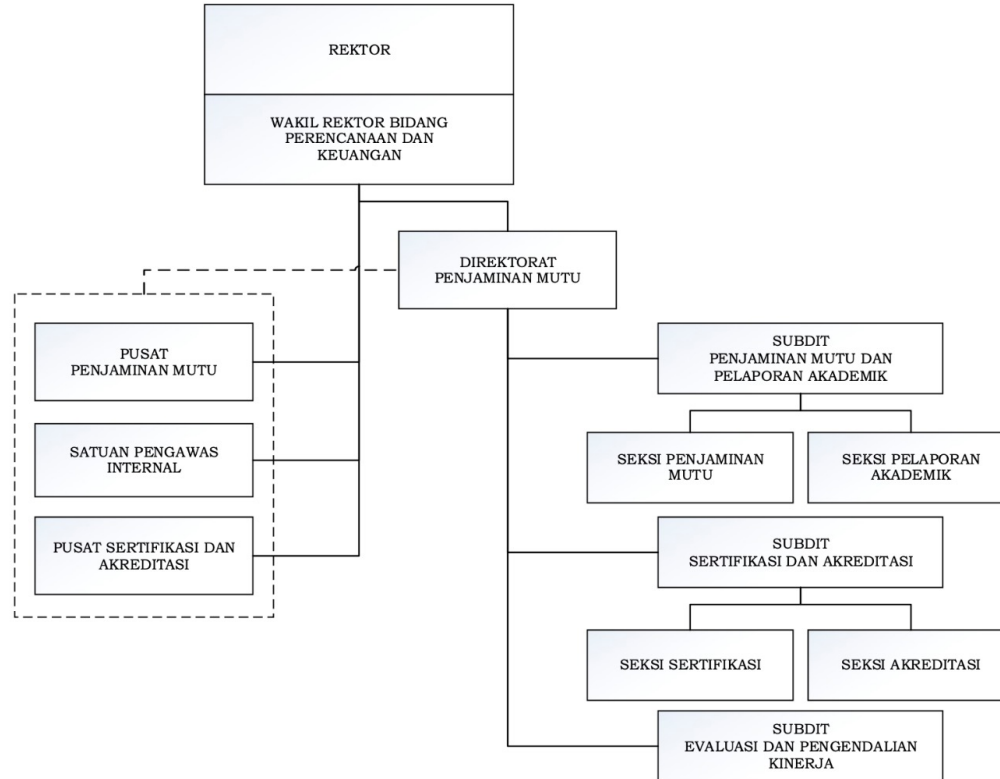 REKTOR
WAKIL REKTOR BIDANG
PERENCANAAN DAN
KEUANGAN
DIREKTORAT
PENJAMINAN MUTU
PUSAT
PENJAMINAN MUTU
SATUAN PENGAWAS
INTERNAL
PUSAT SERTIFIKASI DAN
AKREDITASI
SUBDIT
PENJAMINAN MUTU DAN
PELAPORAN AKADEMIK
SEKSI PENJAMINAN
MUTU
SEKSI PELAPORAN
AKADEMIK
SUBDIT
SERTIFIKASI DAN AKREDITASI
SEKSI SERTIFIKASI
SEKSI AKREDITASI
SUBDIT
EVALUASI DAN PENGENDALIAN
KINERJA